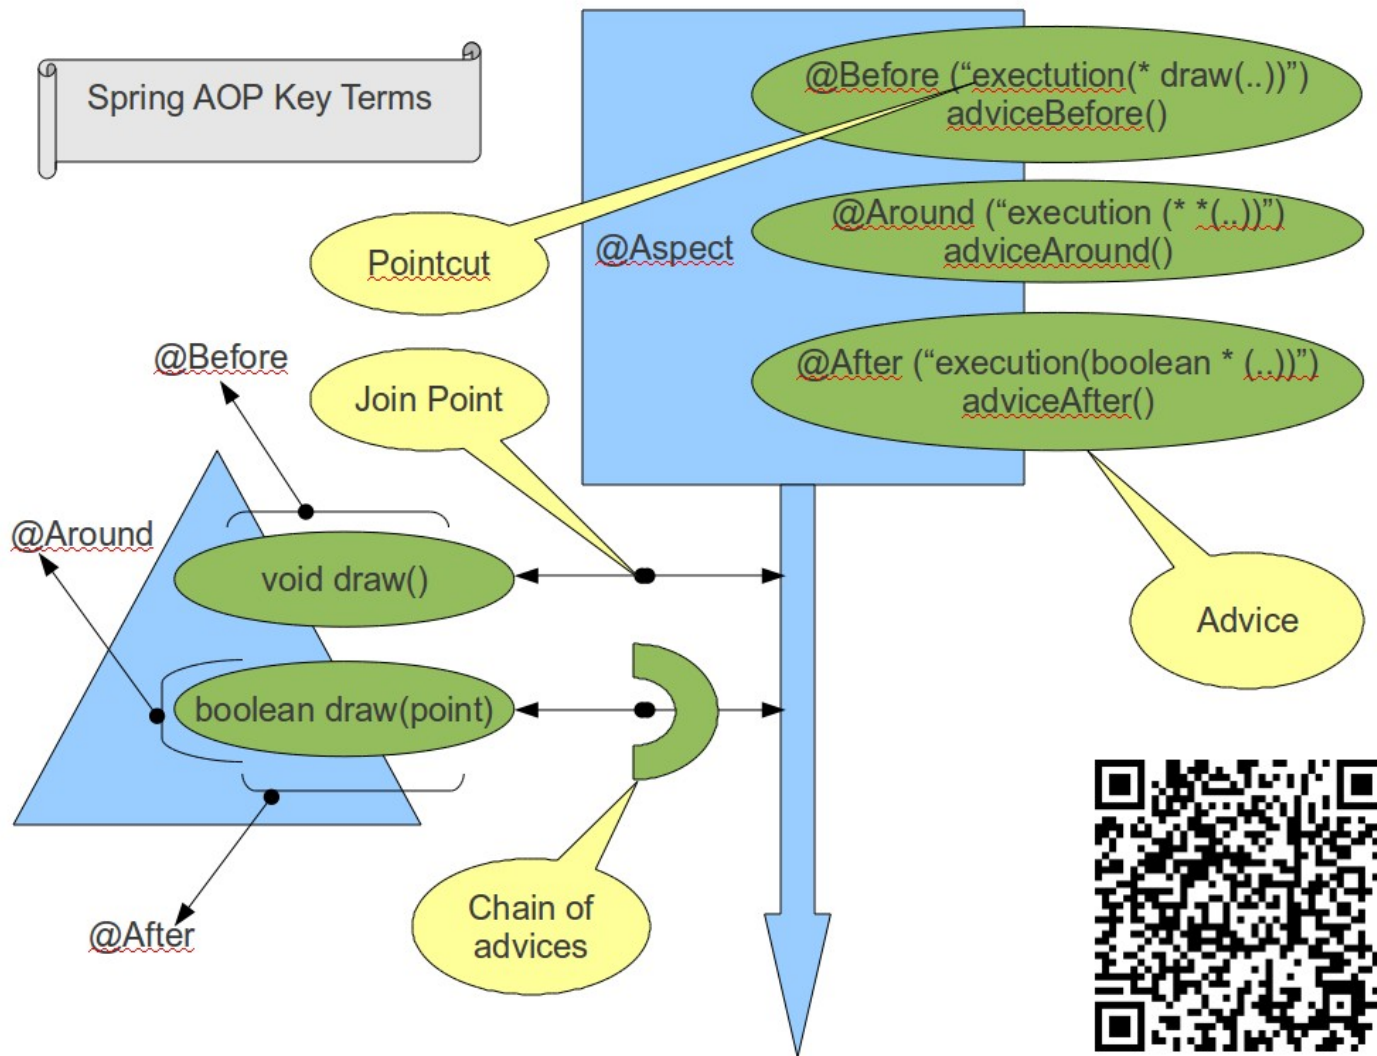 Spring AOP Key Terms
@Before (“exectution(* draw(..))”)
adviceBefore()
@Around (“execution (* *(..))”)
adviceAround()
@Aspect
Pointcut
@After (“execution(boolean * (..))”)
adviceAfter()
@Before
Join Point
@Around
void draw()
Advice
boolean draw(point)
Chain of
advices
@After